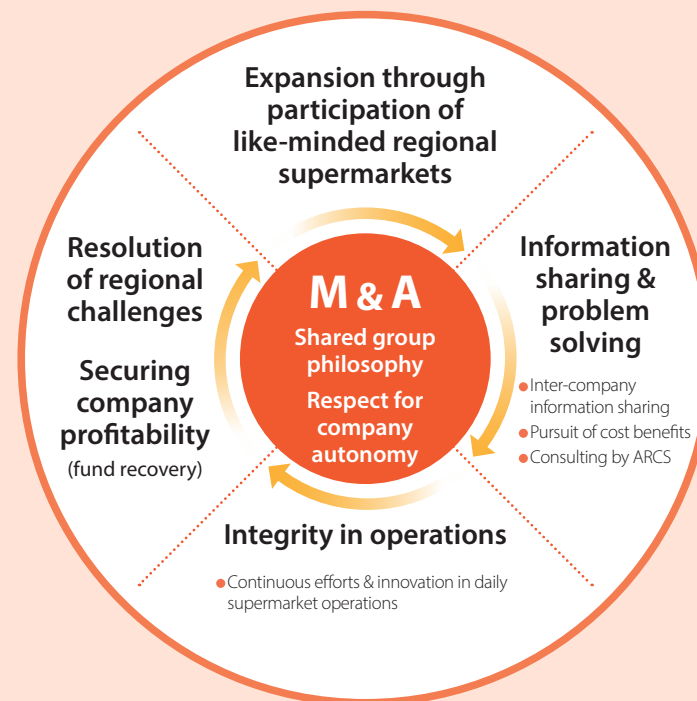 Expansion through
participation of
like-minded regional
supermarkets
Information
sharing &
problem
solving
●Inter-company
information sharing
●Pursuit of cost benefits
●Consulting by ARCS
Integrity in operations
●Continuous efforts & innovation in daily
supermarket operations
Resolution
of regional
challenges
Securing
company
profitability
(fund recovery)
M & A
Shared group
philosophy
Respect for
company
autonomy